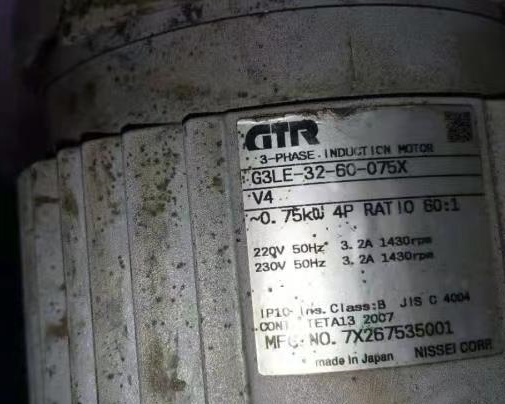 GTR
3-PHASE INDUCTION MOTOR
G3LE-32-60-075X
V4
~0.75kW 4P RATIO 60:1
220V 50Hz 3.2A 1430rpm
230V 50Hz 3.2A 1430rpm
IP10 Ins. Class:B JIS C 4004
CONT TETA13 2007
MFG. NO. 7X267535001
made in Japan NISSEI CORP.